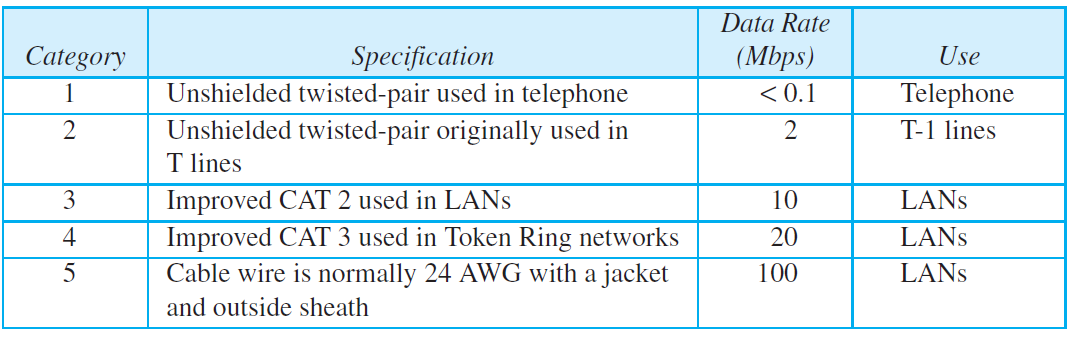 Category Specification Data Rate (Mbps) Use
1 Unshielded twisted-pair used in telephone < 0.1 Telephone
2 Unshielded twisted-pair originally used in 2 T-1 lines
T lines
3 Improved CAT 2 used in LANs 10 LANs
4 Improved CAT 3 used in Token Ring networks 20 LANs
5 Cable wire is normally 24 AWG with a jacket 100 LANs
and outside sheath